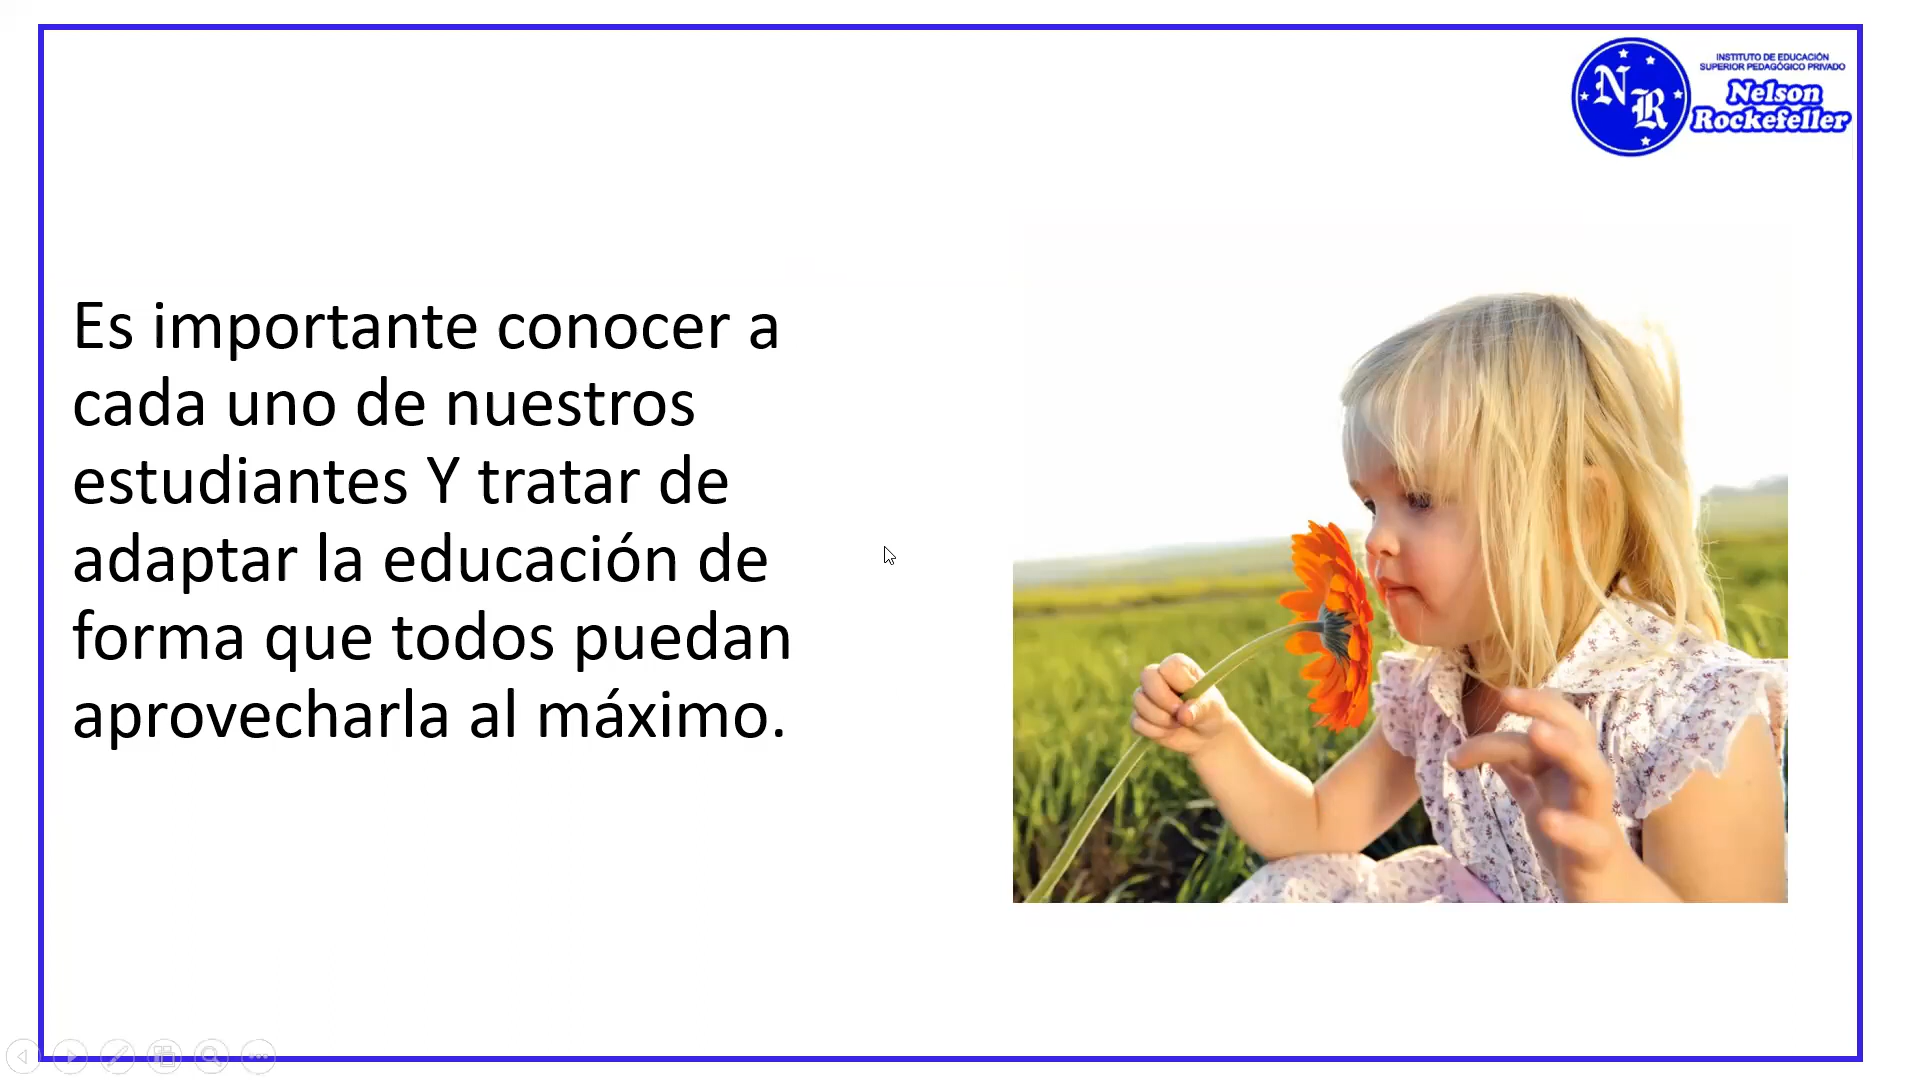 INSTITUTO DE EDUCACIÓN
SUPERIOR PEDAGÓGICO PRIVADO
N R
Nelson
Rockefeller
Es importante conocer a
cada uno de nuestros
estudiantes Y tratar de
adaptar la educación de
forma que todos puedan
aprovecharla al máximo.